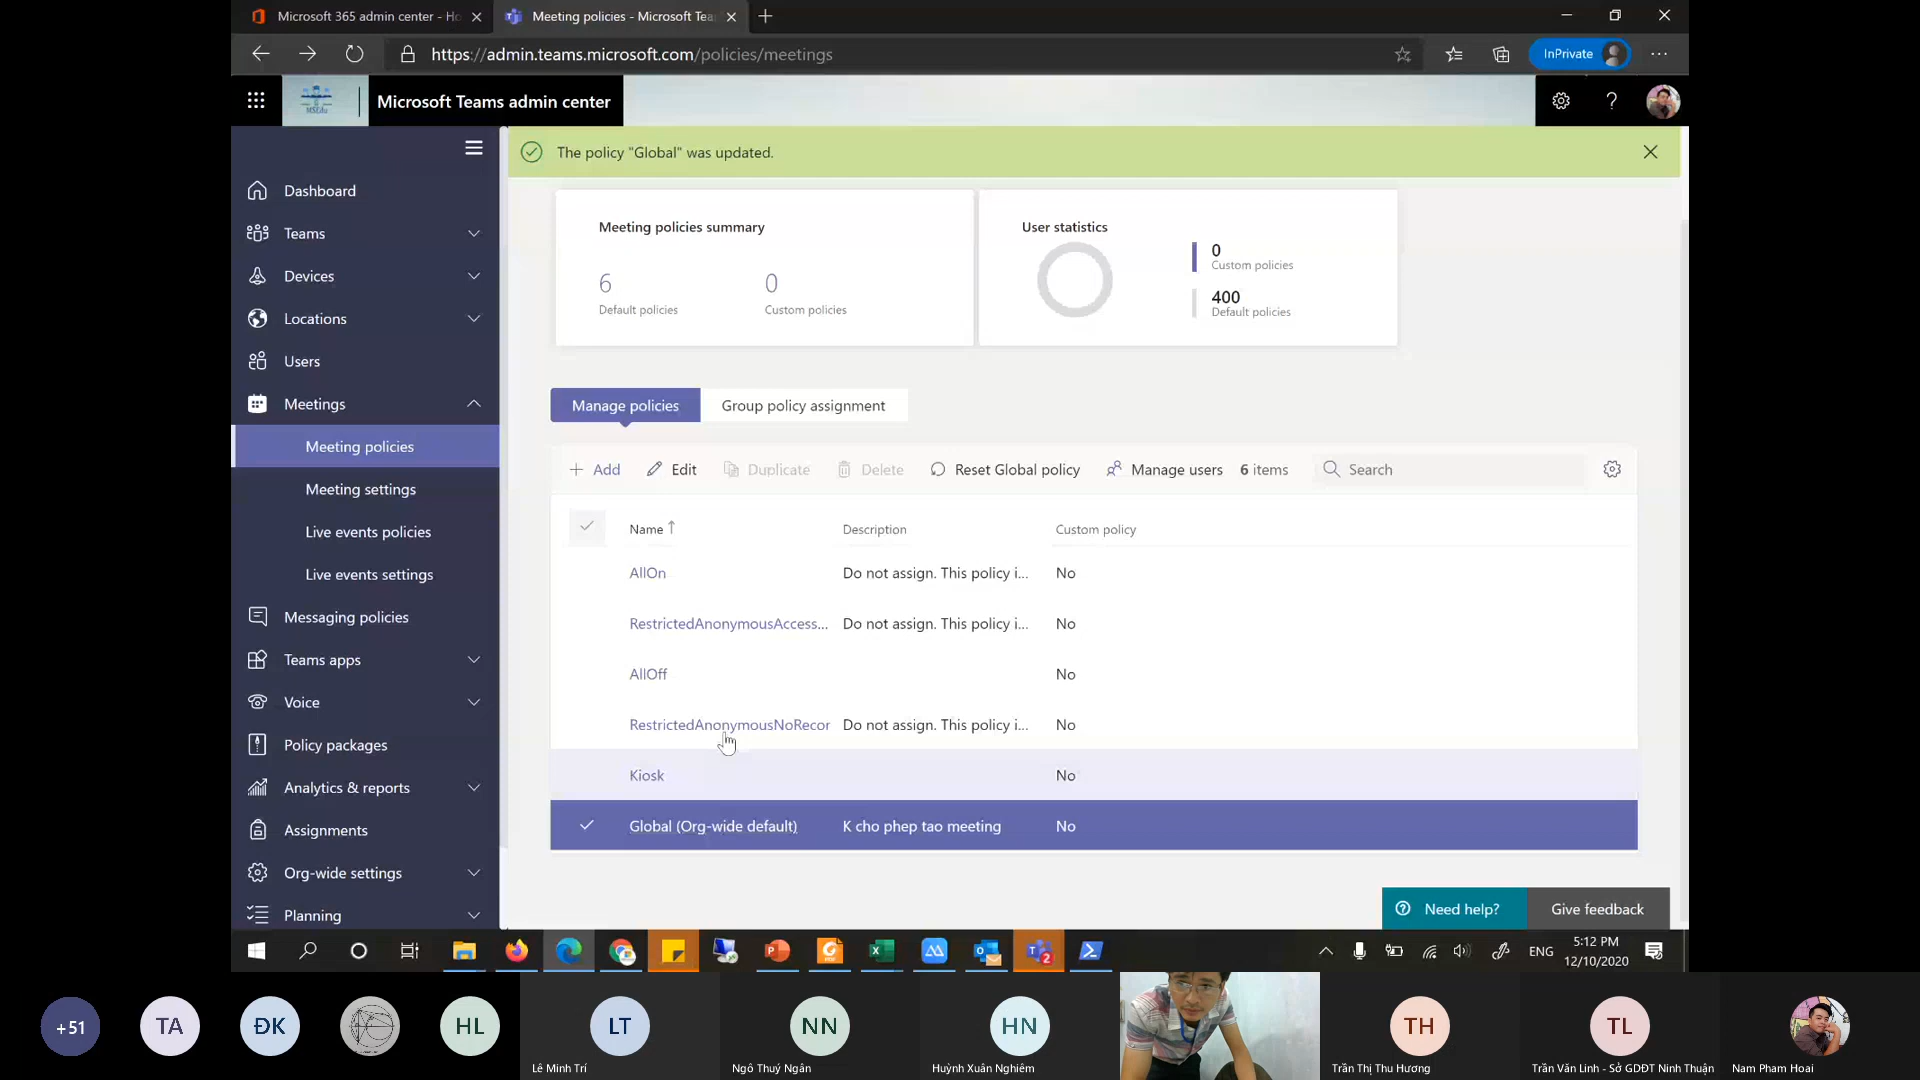 Microsoft 365 admin center - Ho
Meeting policies - Microsoft Tea
https://admin.teams.microsoft.com/policies/meetings
InPrivate
MSEdu
Microsoft Teams admin center
The policy "Global" was updated.
Dashboard
Teams
Devices
Locations
Users
Meetings
Meeting policies
Meeting settings
Live events policies
Live events settings
Messaging policies
Teams apps
Voice
Policy packages
Analytics & reports
Assignments
Org-wide settings
Planning
Meeting policies summary
6
Default policies
0
Custom policies
User statistics
0
Custom policies
400
Default policies
Manage policies
Group policy assignment
Add
Edit
Duplicate
Delete
Reset Global policy
Manage users
6 items
Search
Name ↑ Description Custom policy
AllOn Do not assign. This policy i... No
RestrictedAnonymousAccess... Do not assign. This policy i... No
AllOff No
RestrictedAnonymousNoRecor Do not assign. This policy i... No
Kiosk No
Global (Org-wide default) K cho phep tao meeting No
Need help?
Give feedback
2
ENG
5:12 PM
12/10/2020
+51
TA
ĐK
HL
LT
Lê Minh Trí
NN
Ngô Thuý Ngân
HN
Huỳnh Xuân Nghiêm
TH
Trần Thị Thu Hương
TL
Trần Văn Linh - Sở GDĐT Ninh Thuận
Nam Pham Hoai